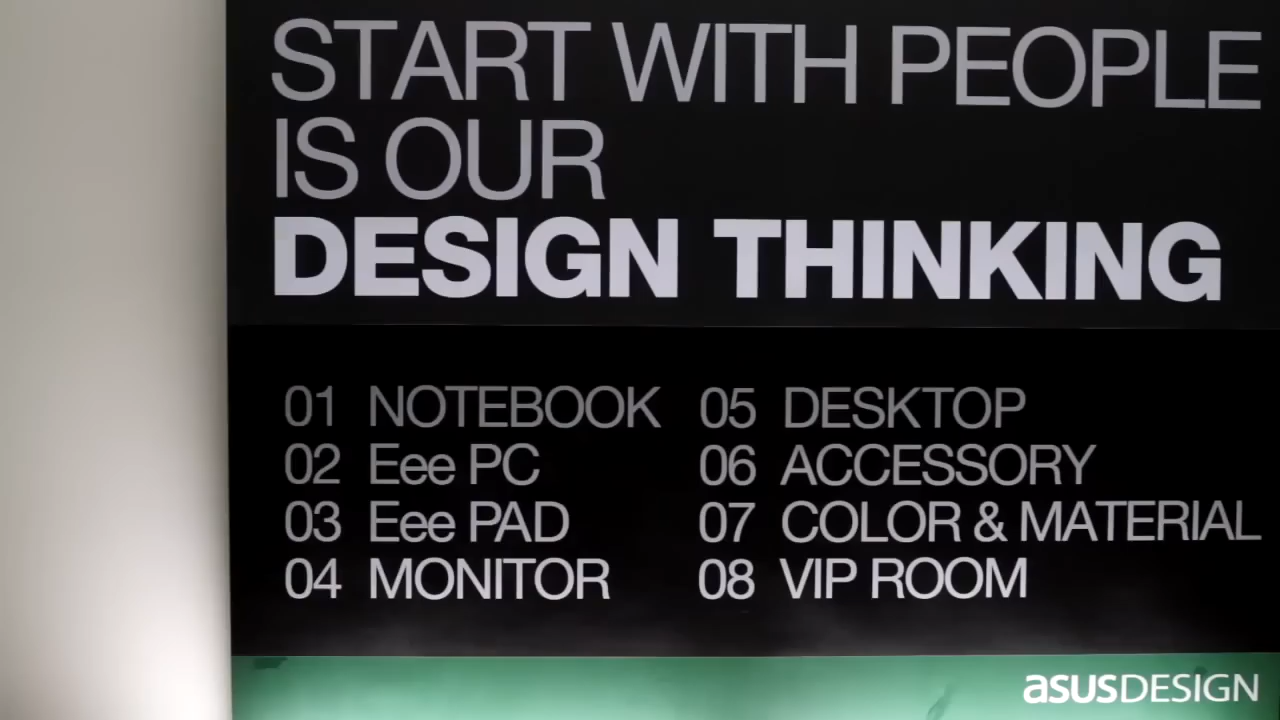 START WITH PEOPLE
IS OUR
DESIGN THINKING
01 NOTEBOOK
02 Eee PC
03 Eee PAD
04 MONITOR
05 DESKTOP
06 ACCESSORY
07 COLOR & MATERIAL
08 VIP ROOM
asusDESIGN